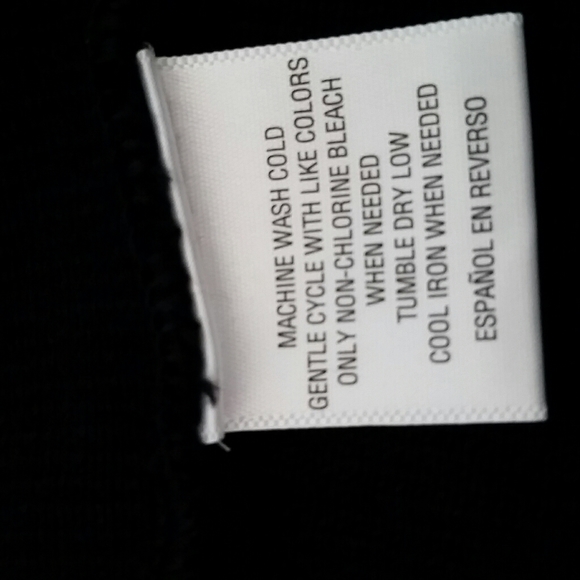 MACHINE WASH COLD
GENTLE CYCLE WITH LIKE COLORS
ONLY NON-CHLORINE BLEACH
WHEN NEEDED
TUMBLE DRY LOW
COOL IRON WHEN NEEDED
ESPAÑOL EN REVERSO